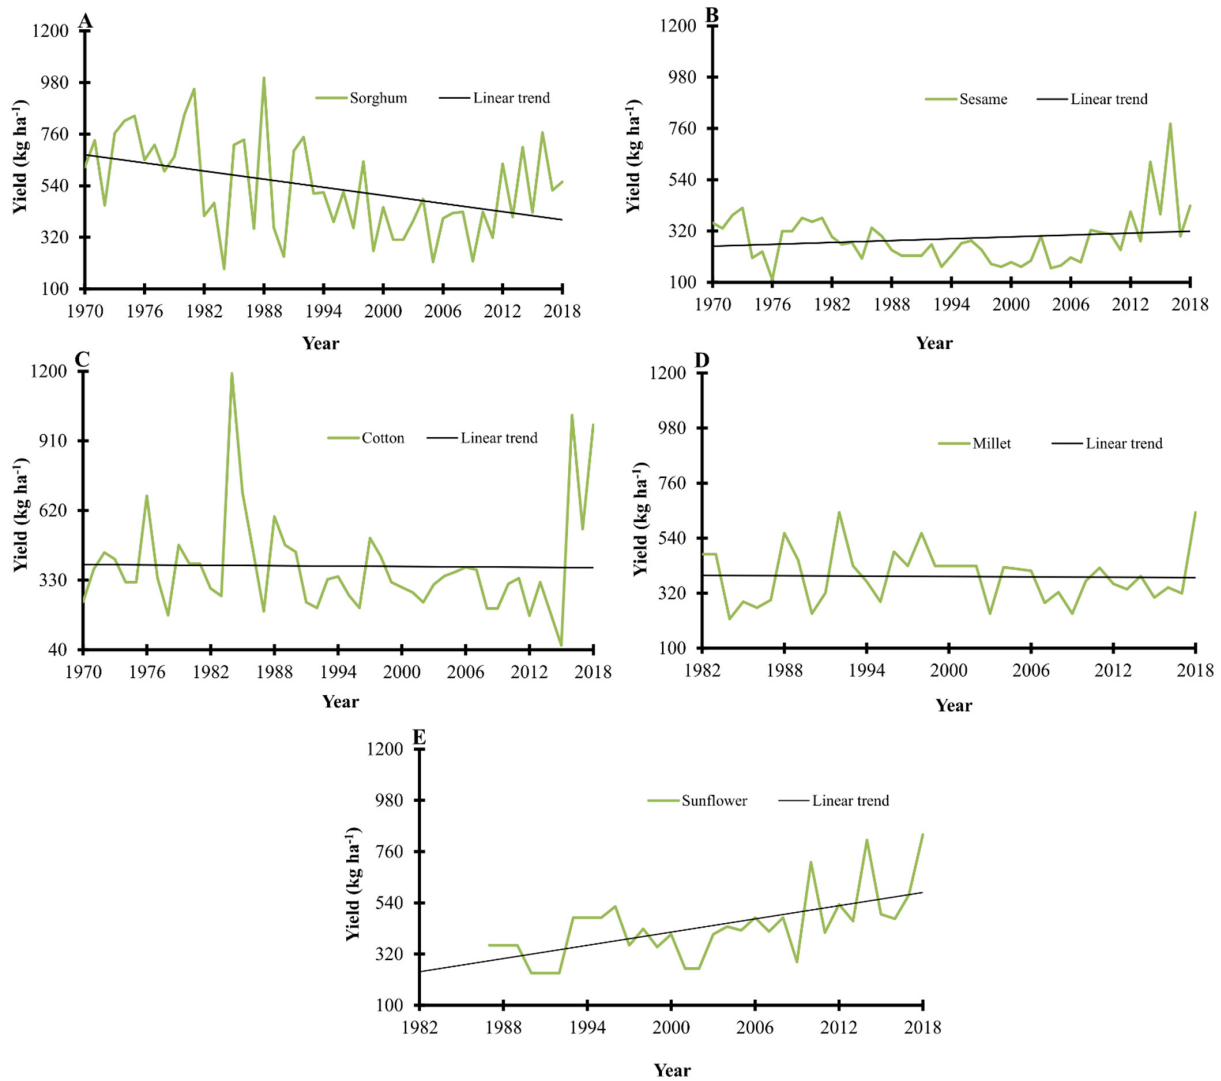 A
1200
980
760
540
320
100
Yield (kg ha-1)
Sorghum Linear trend
1970 1976 1982 1988 1994 2000 2006 2012 2018
Year
B
1200
980
760
540
320
100
Yield (kg ha-1)
Sesame Linear trend
1970 1976 1982 1988 1994 2000 2006 2012 2018
Year
C
1200
910
620
330
40
Yield (kg ha-1)
Cotton Linear trend
1970 1976 1982 1988 1994 2000 2006 2012 2018
Year
D
1200
980
760
540
320
100
Yield (kg ha-1)
Millet Linear trend
1982 1988 1994 2000 2006 2012 2018
Year
E
1200
980
760
540
320
100
Yield (kg ha-1)
Sunflower Linear trend
1982 1988 1994 2000 2006 2012 2018
Year